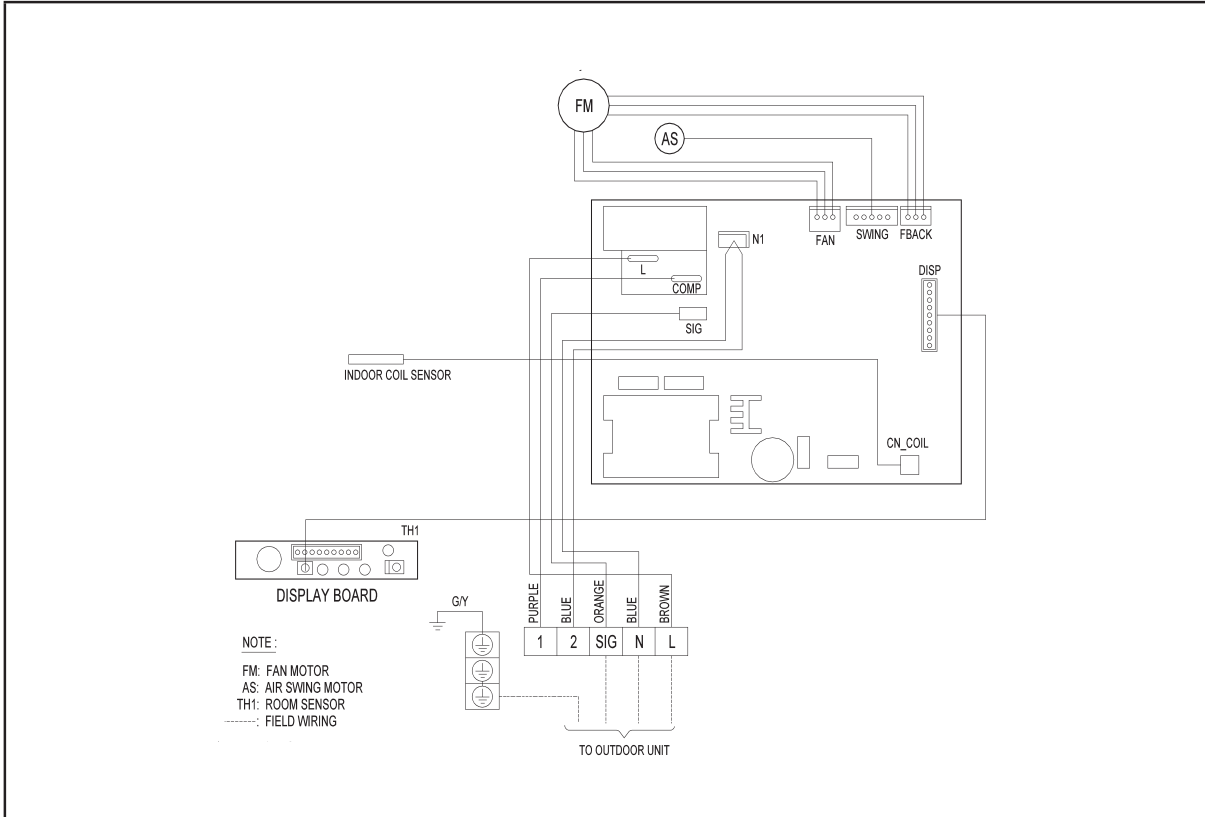 FM
AS
FAN
SWING
FBACK
N1
L
COMP
SIG
DISP
INDOOR COIL SENSOR
CN_COIL
TH1
DISPLAY BOARD
G/Y
PURPLE
BLUE
ORANGE
BLUE
BROWN
1 2 SIG N L
NOTE :
FM: FAN MOTOR
AS: AIR SWING MOTOR
TH1: ROOM SENSOR
: FIELD WIRING
TO OUTDOOR UNIT